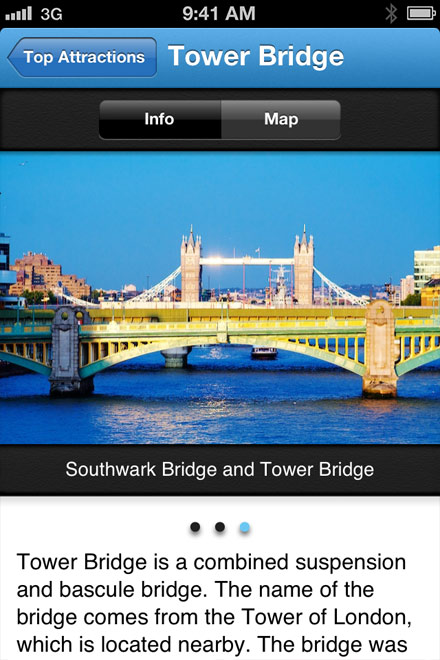 3G 9:41 AM
Top Attractions Tower Bridge
Info Map
Southwark Bridge and Tower Bridge
Tower Bridge is a combined suspension
and bascule bridge. The name of the
bridge comes from the Tower of London,
which is located nearby. The bridge was